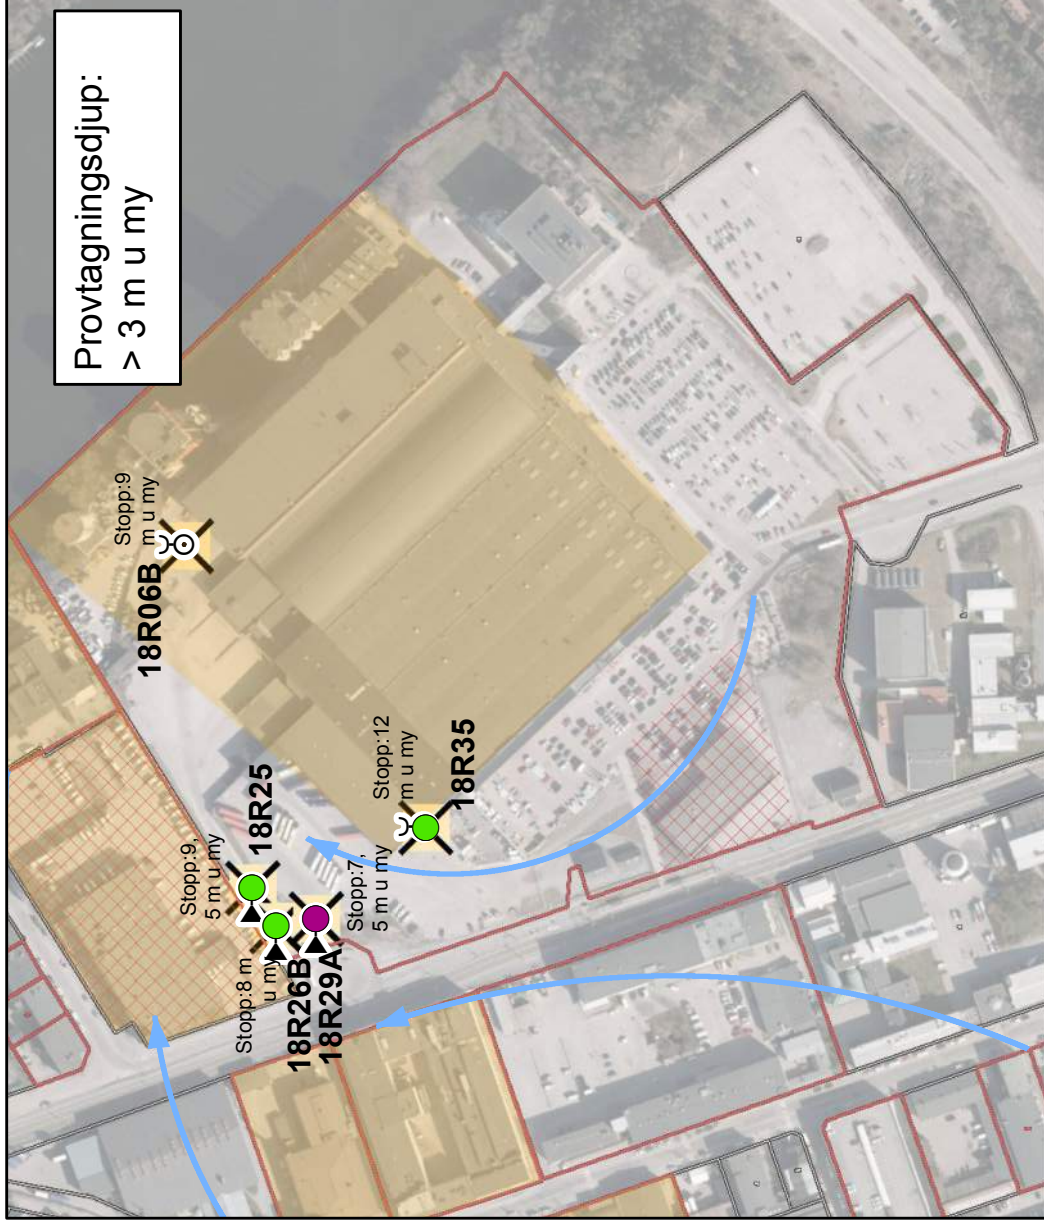 Provtagningsdjup:
> 3 m u my
Stopp:9
m u my
18R06B
Stopp:12
m u my
18R35
Stopp:9,
5 m u my
18R25
Stopp:8 m
u my
18R26B
Stopp:7,
5 m u my
18R29A